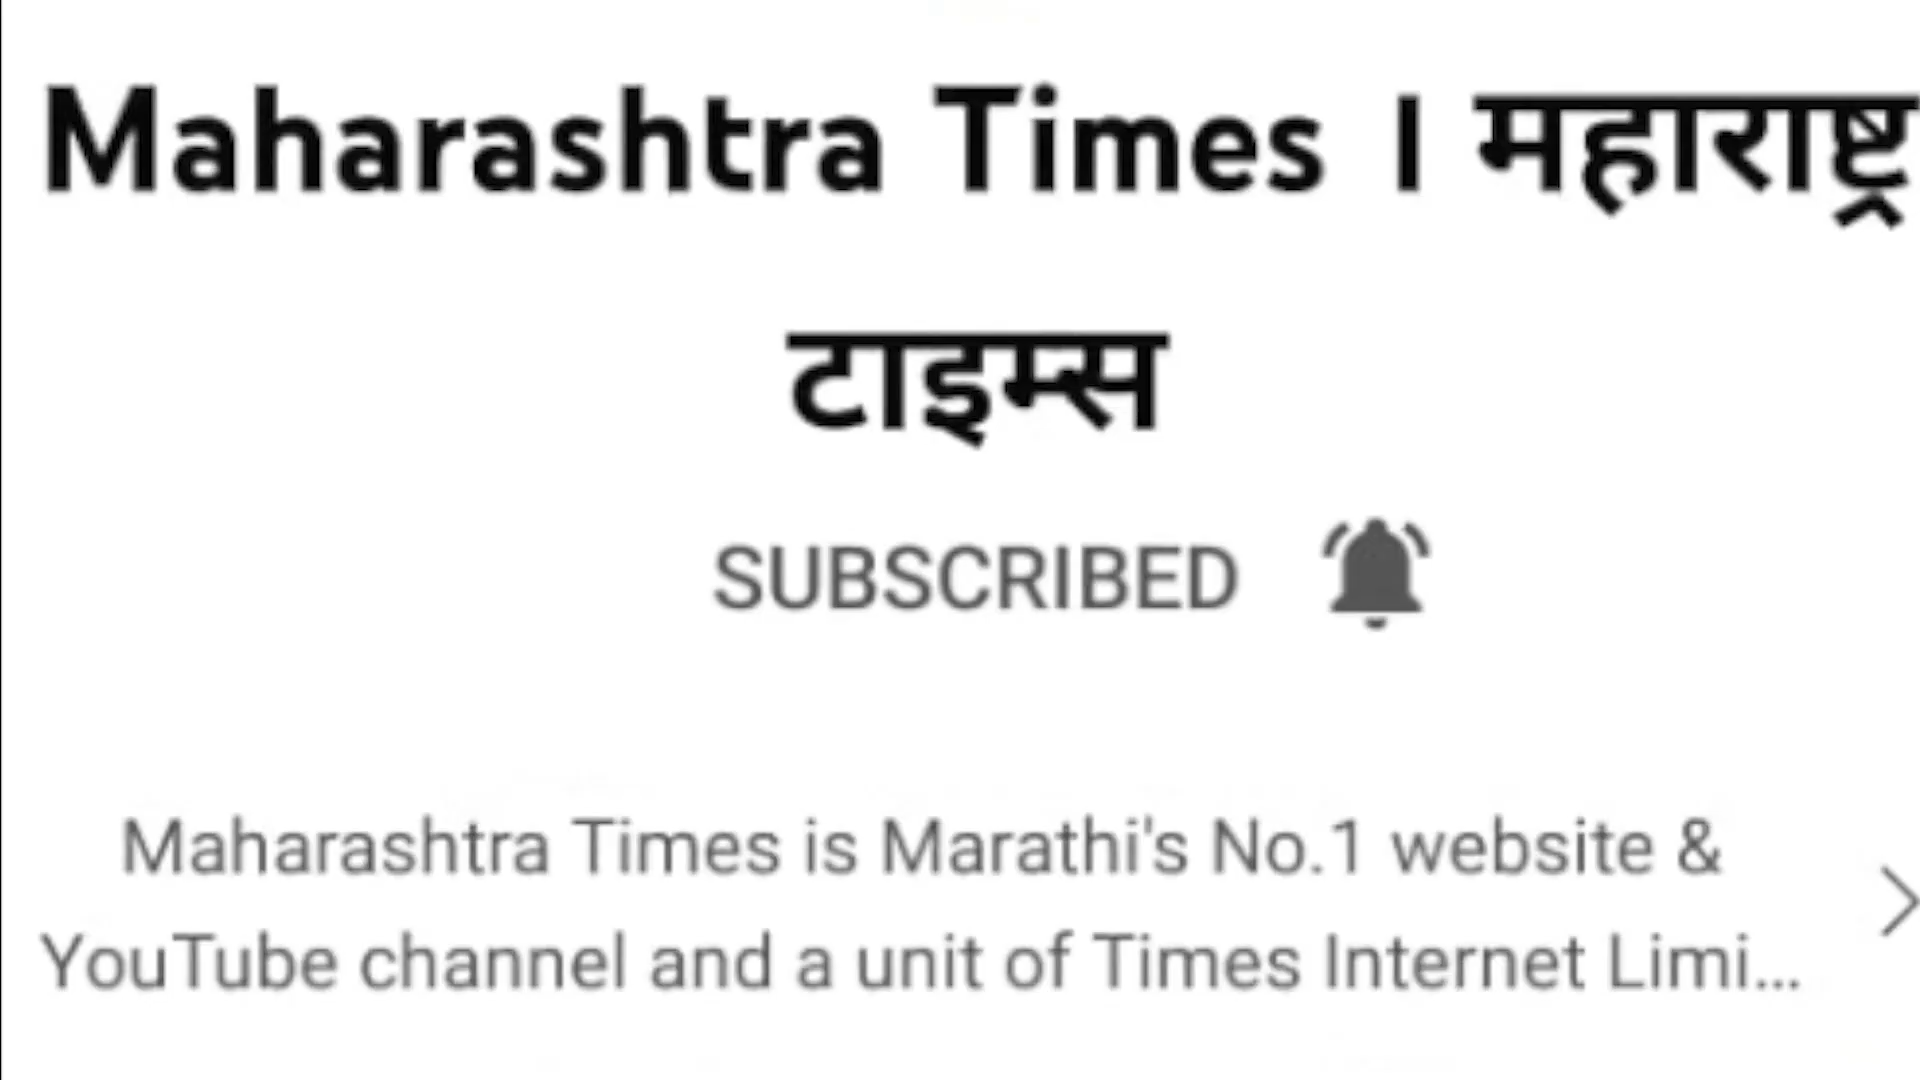 Maharashtra Times । महाराष्ट्र
टाइम्स
SUBSCRIBED
Maharashtra Times is Marathi's No.1 website &
YouTube channel and a unit of Times Internet Limi...